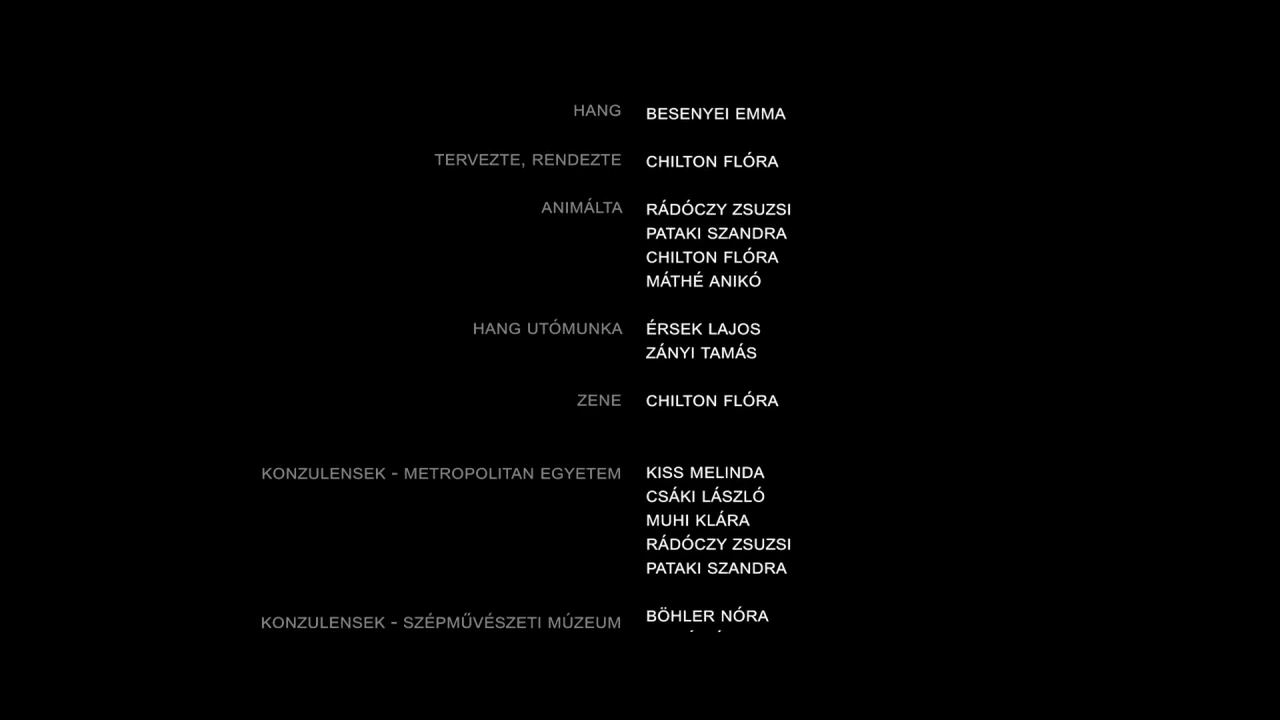 HANG BESENYEI EMMA
TERVEZTE, RENDEZTE CHILTON FLÓRA
ANIMÁLTA RÁDÓCZY ZSUZSI
PATAKI SZANDRA
CHILTON FLÓRA
MÁTHÉ ANIKÓ
HANG UTÓMUNKA ÉRSEK LAJOS
ZÁNYI TAMÁS
ZENE CHILTON FLÓRA
KONZULENSEK - METROPOLITAN EGYETEM KISS MELINDA
CSÁKI LÁSZLÓ
MUHI KLÁRA
RÁDÓCZY ZSUZSI
PATAKI SZANDRA
KONZULENSEK - SZÉPMŰVÉSZETI MÚZEUM BÖHLER NÓRA